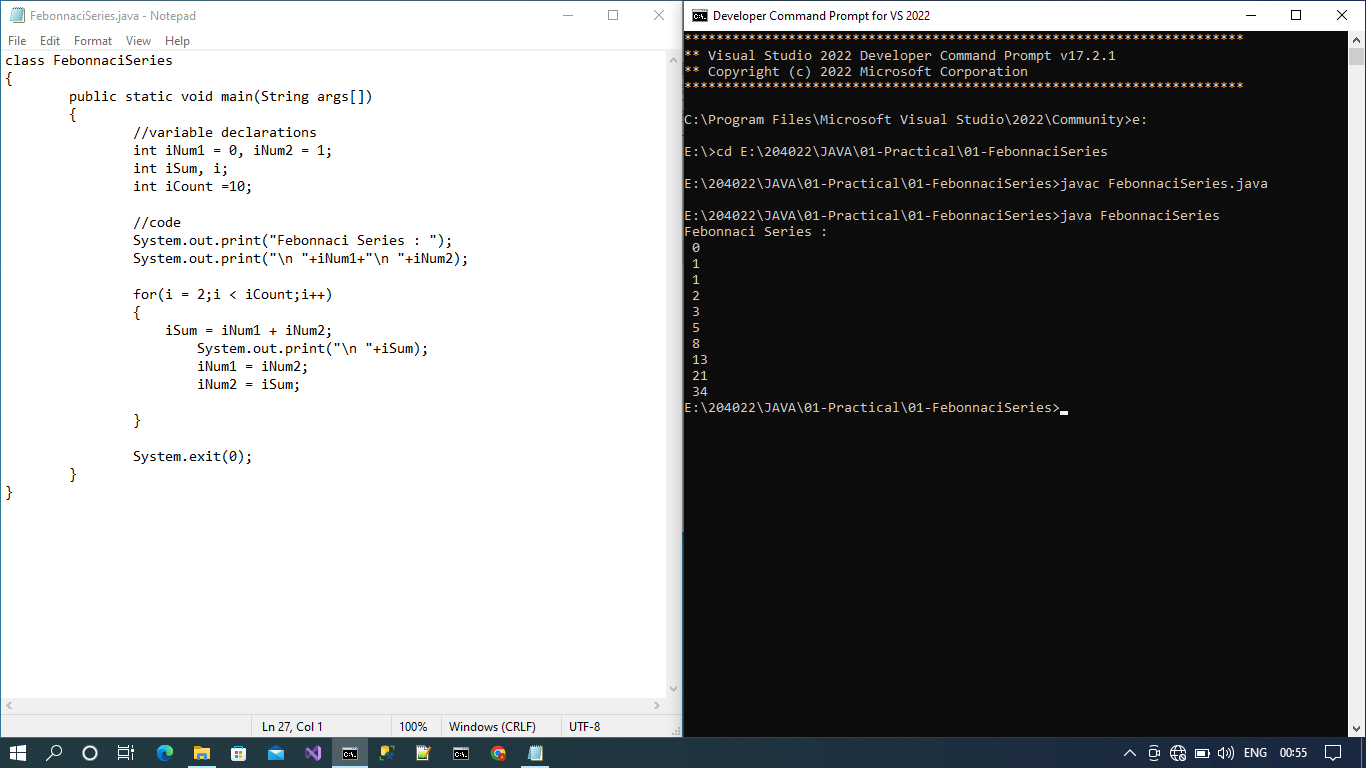 FebonnaciSeries.java - Notepad
File Edit Format View Help
class FebonnaciSeries
{
        public static void main(String args[])
        {
                //variable declarations
                int iNum1 = 0, iNum2 = 1;
                int iSum, i;
                int iCount =10;
                //code
                System.out.print("Febonnaci Series : ");
                System.out.print("\n "+iNum1+"\n "+iNum2);
                for(i = 2;i < iCount;i++)
                {
                    iSum = iNum1 + iNum2;
                        System.out.print("\n "+iSum);
                        iNum1 = iNum2;
                        iNum2 = iSum;
                }
                System.exit(0);
        }
}
Ln 27, Col 1 100% Windows (CRLF) UTF-8
Developer Command Prompt for VS 2022
**********************************************************************
** Visual Studio 2022 Developer Command Prompt v17.2.1
** Copyright (c) 2022 Microsoft Corporation
**********************************************************************
C:\Program Files\Microsoft Visual Studio\2022\Community>e:
E:\>cd E:\204022\JAVA\01-Practical\01-FebonnaciSeries
E:\204022\JAVA\01-Practical\01-FebonnaciSeries>javac FebonnaciSeries.java
E:\204022\JAVA\01-Practical\01-FebonnaciSeries>java FebonnaciSeries
Febonnaci Series :
 0
 1
 1
 2
 3
 5
 8
 13
 21
 34
E:\204022\JAVA\01-Practical\01-FebonnaciSeries>
ENG 00:55